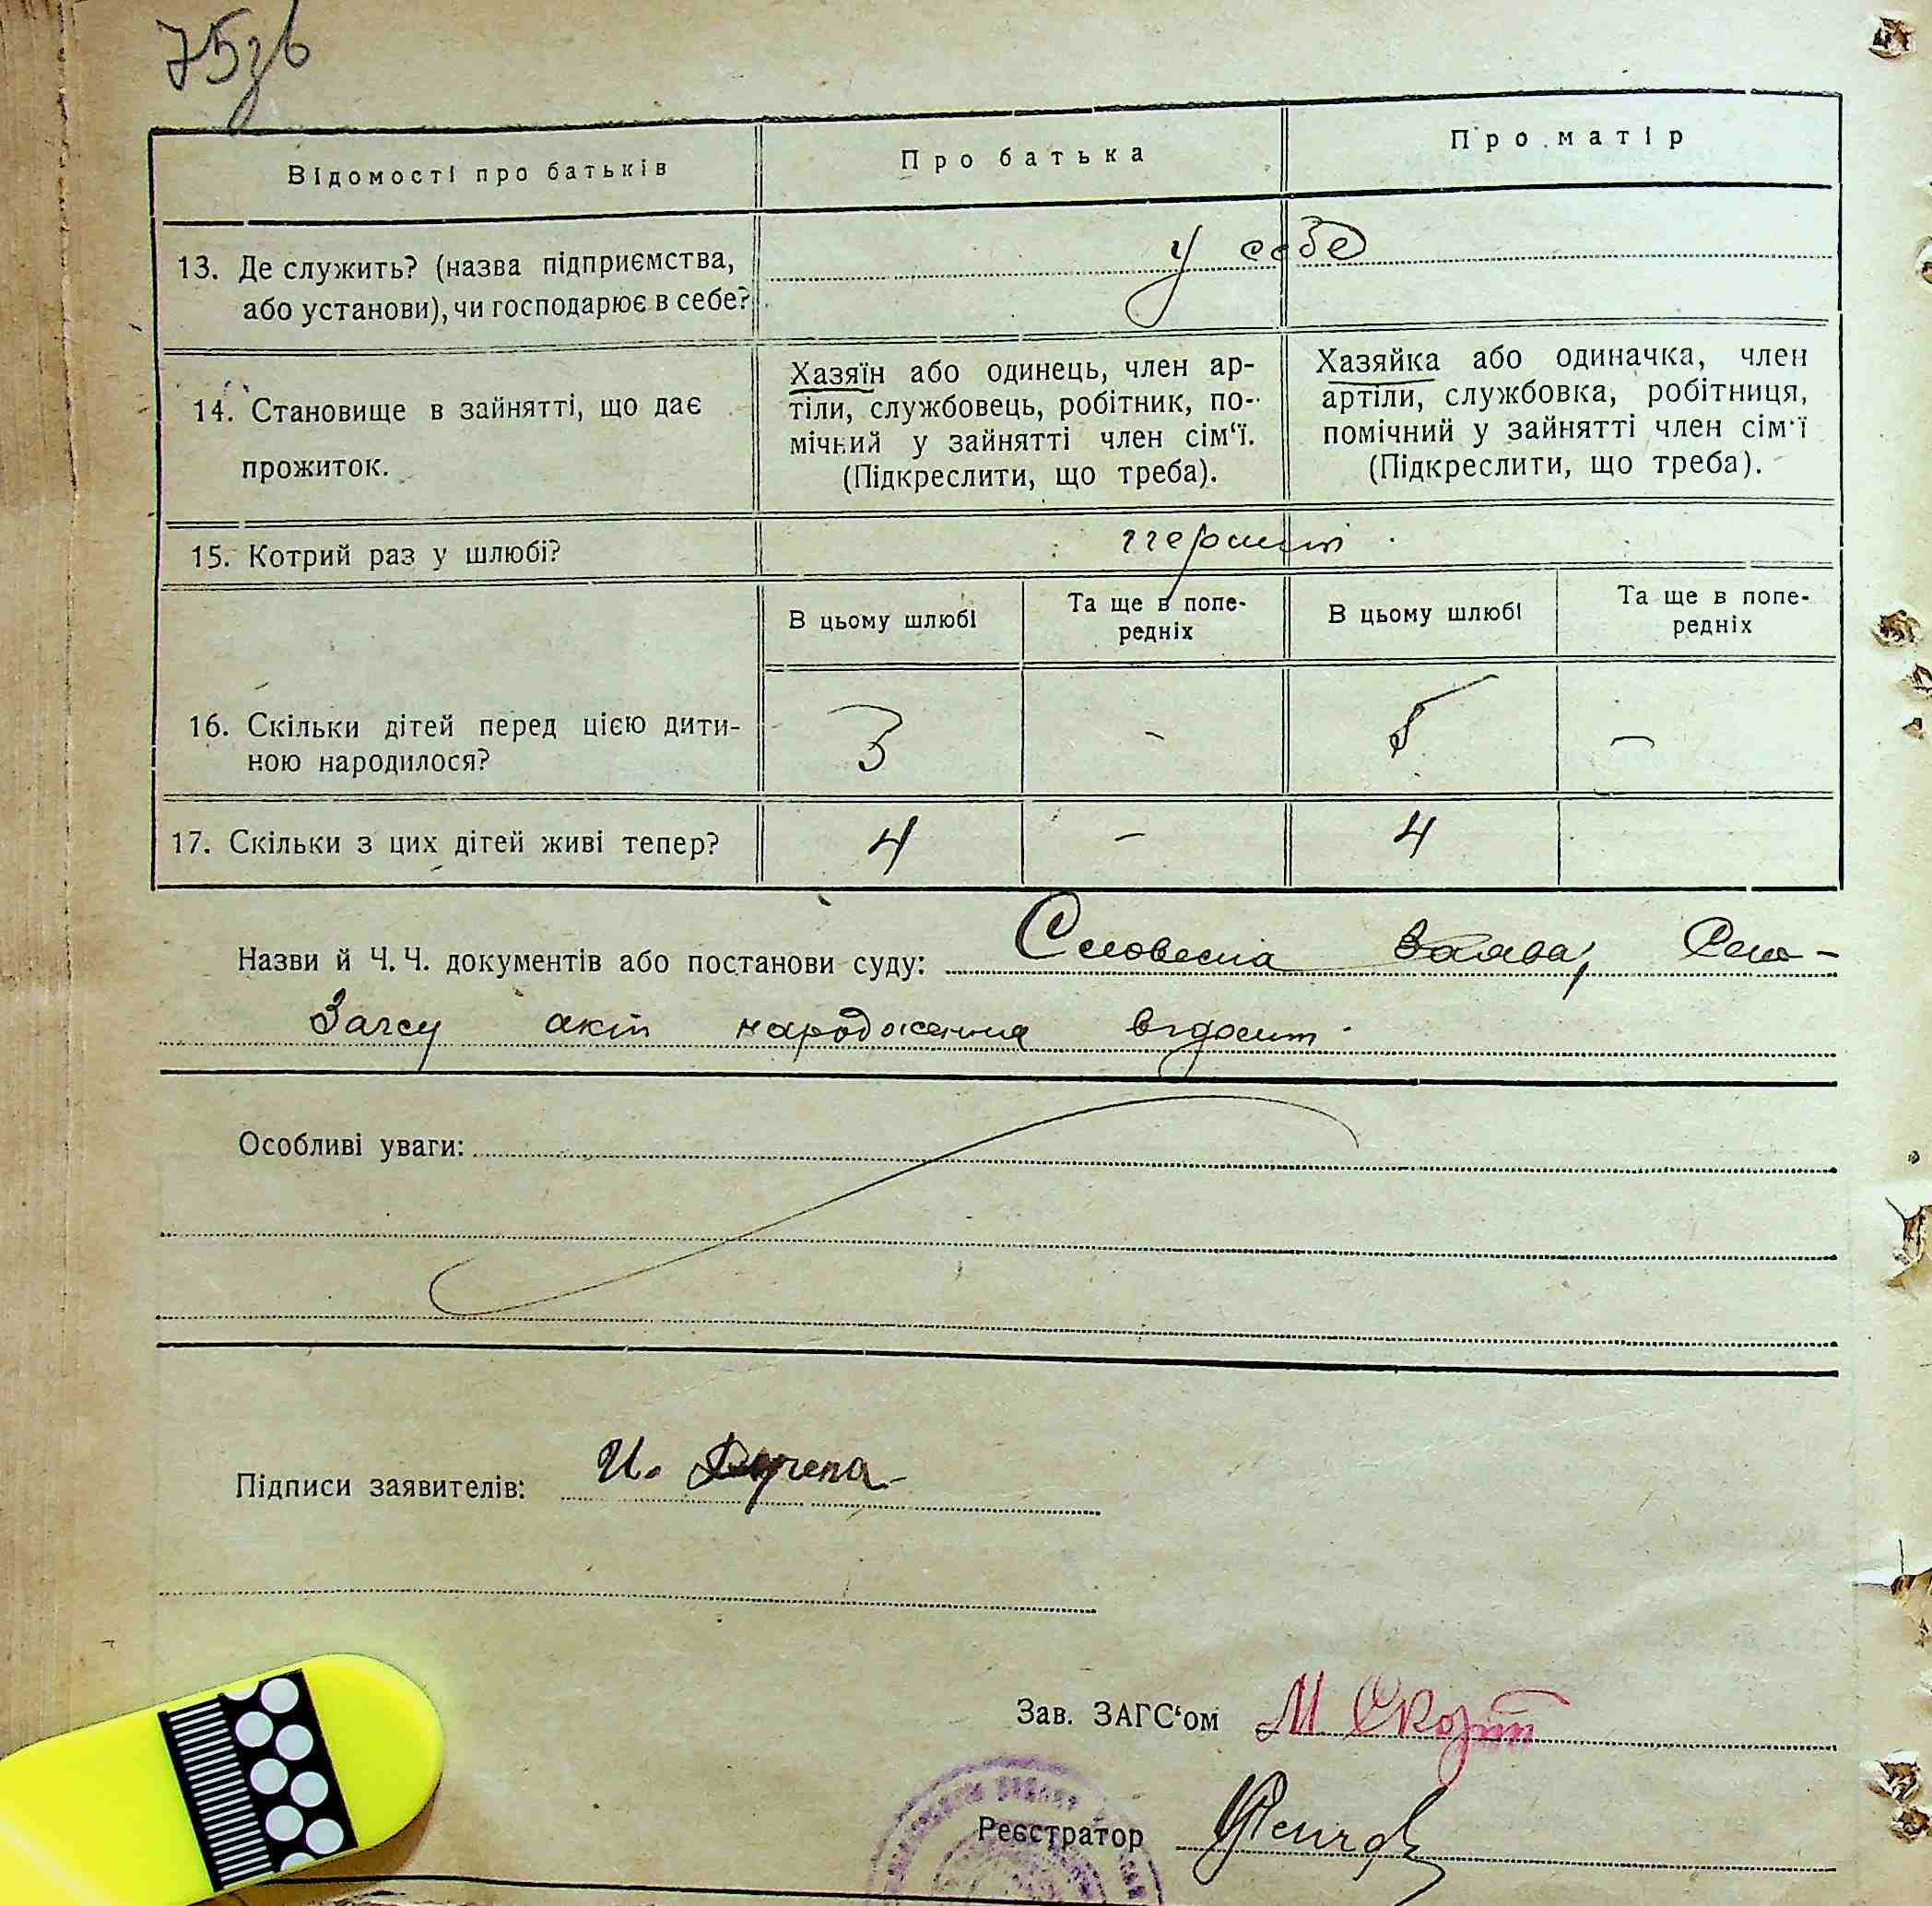 75зв
Відомості про батьків
Про батька
Про матір
13. Де служить? (назва підприємства,
або установи), чи господарює в себе?
у себе
14. Становище в зайнятті, що дає
прожиток.
Хазяїн або одинець, член ар-
тіли, службовець, робітник, по-
мічний у зайнятті член сім‘ї.
(Підкреслити, що треба).
Хазяйка або одиначка, член
артіли, службовка, робітниця,
помічний у зайнятті член сім‘ї
(Підкреслити, що треба).
15. Котрий раз у шлюбі?
перший
В цьому шлюбі
Та ще в попе-
редніх
В цьому шлюбі
Та ще в попе-
редніх
16. Скільки дітей перед цією дити-
ною народилося?
3 - 5 -
17. Скільки з цих дітей живі тепер?
4 - 4
Назви й Ч. Ч. документів або постанови суду: Словесна заява,
Загсу акт народження
Особливі уваги:
Підписи заявителів: И.
Зав. ЗАГС‘ом М
Реєстратор